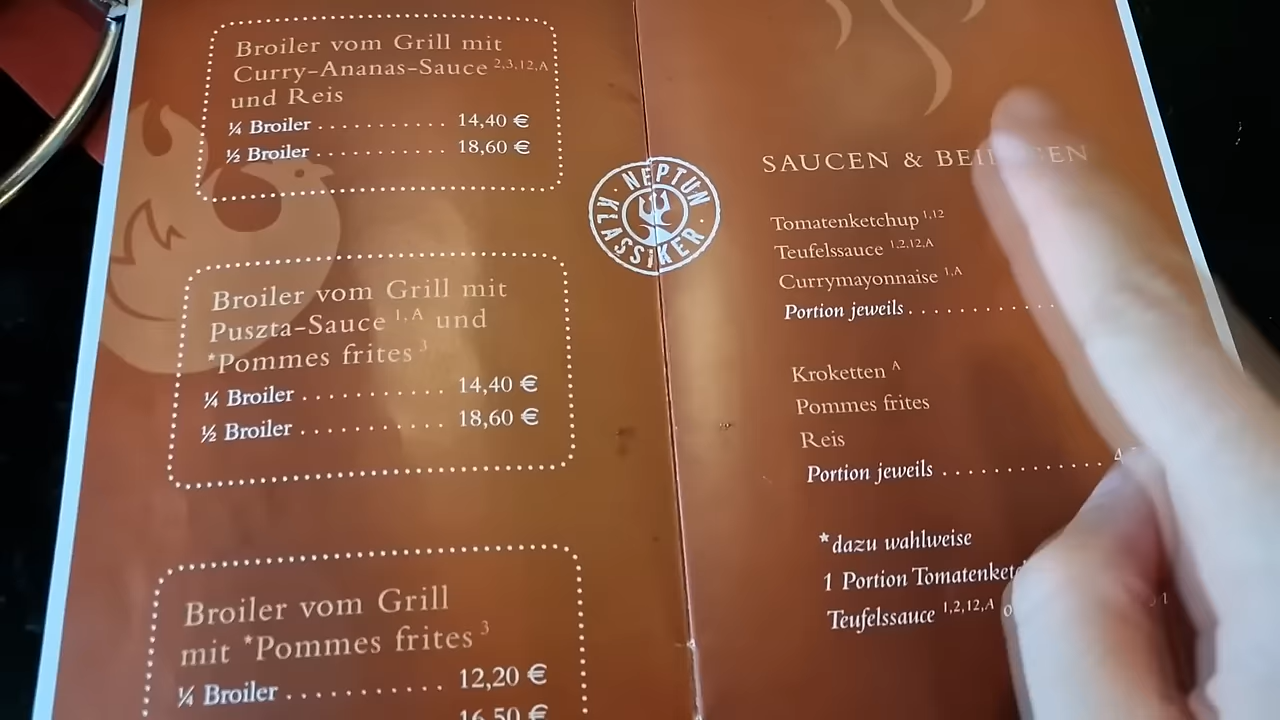 Broiler vom Grill mit
Curry-Ananas-Sauce 2,3,12,A
und Reis
¼ Broiler . . . . . . . . . . . 14,40 €
½ Broiler . . . . . . . . . . . 18,60 €
Broiler vom Grill mit
Puszta-Sauce 1,A und
*Pommes frites 3
¼ Broiler . . . . . . . . . . . . 14,40 €
½ Broiler . . . . . . . . . . . . 18,60 €
Broiler vom Grill
mit *Pommes frites 3
¼ Broiler . . . . . . . . . . . . . 12,20 €
16,50 €
NEPTUN
KLASSIKER
SAUCEN &
Tomatenketchup 1,12
Teufelssauce 1,2,12,A
Currymayonnaise 1,A
Portion jeweils . . . . . . . . . . . .
Kroketten A
Pommes frites
Reis
Portion jeweils . . . . . . . . . . . . .
*dazu wahlweise
1 Portion
Teufelssauce 1,2,12,A